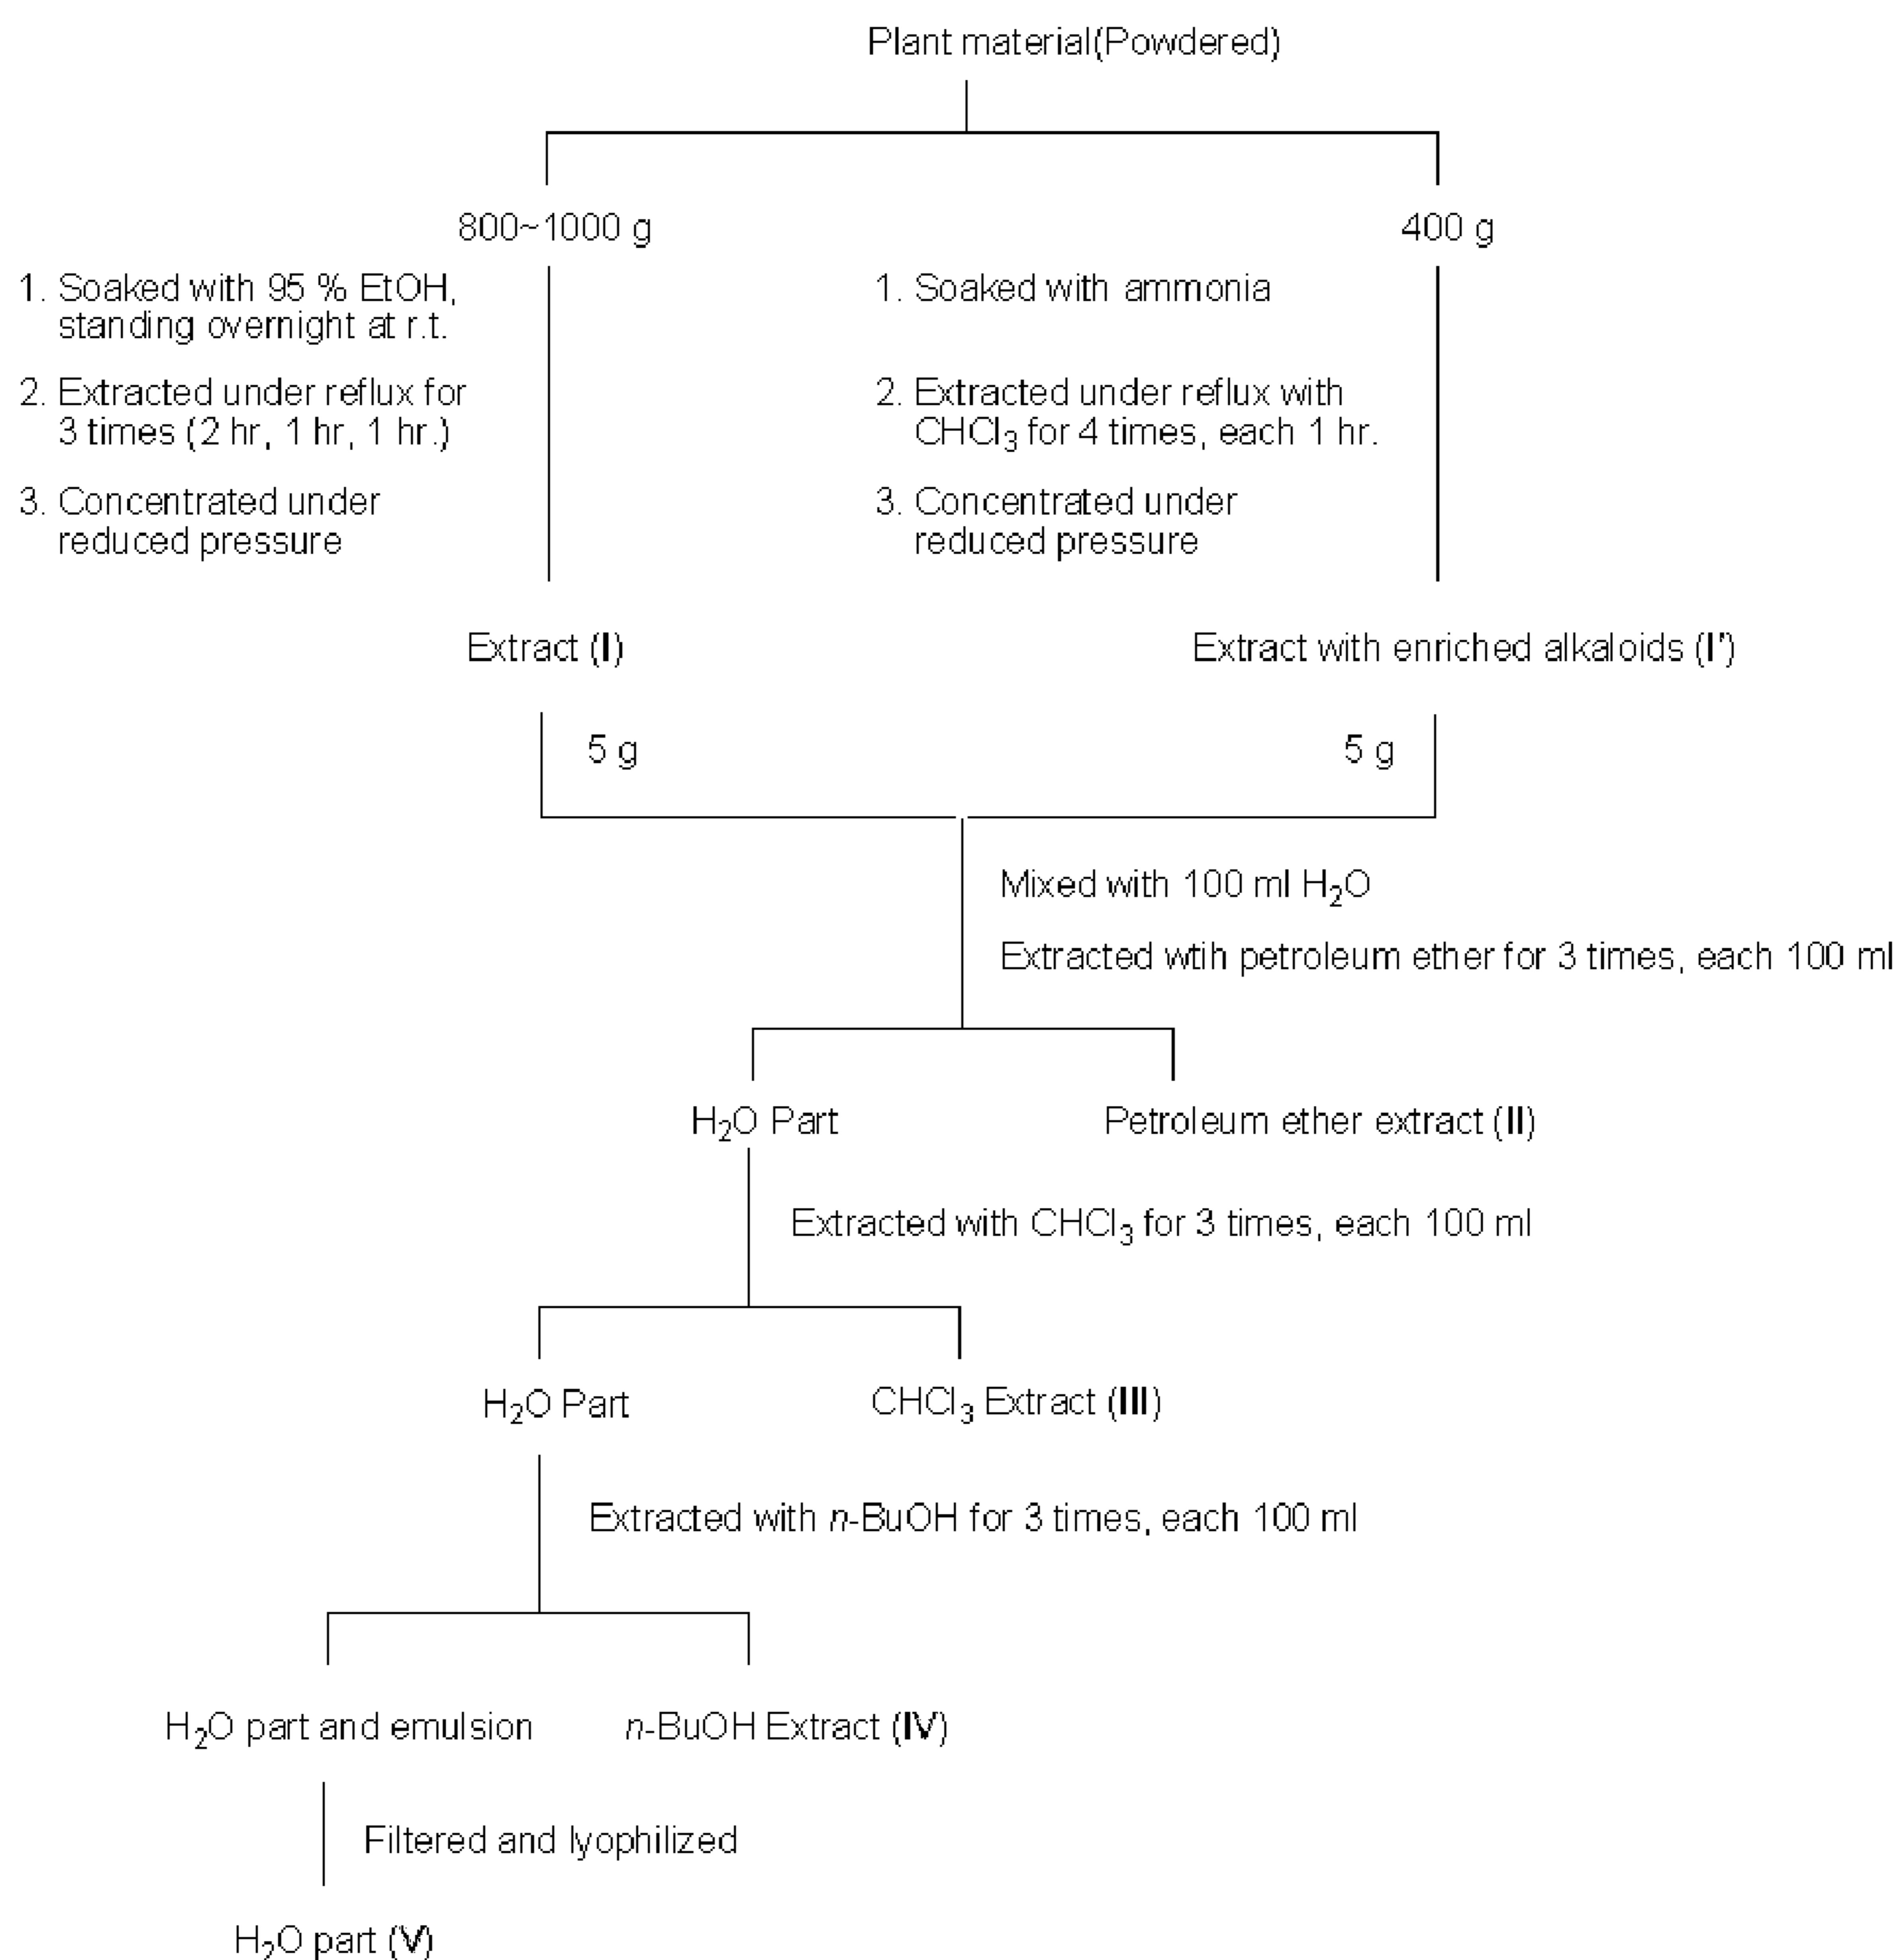 Plant material(Powdered)
800~1000 g
400 g
1. Soaked with 95 % EtOH,
standing overnight at r.t.
2. Extracted under reflux for
3 times (2 hr, 1 hr, 1 hr.)
3. Concentrated under
reduced pressure
1. Soaked with ammonia
2. Extracted under reflux with
CHCl₃ for 4 times, each 1 hr.
3. Concentrated under
reduced pressure
Extract (I)
Extract with enriched alkaloids (I')
5 g
5 g
Mixed with 100 ml H₂O
Extracted wtih petroleum ether for 3 times, each 100 ml
H₂O Part
Petroleum ether extract (II)
Extracted with CHCl₃ for 3 times, each 100 ml
H₂O Part
CHCl₃ Extract (III)
Extracted with n-BuOH for 3 times, each 100 ml
H₂O part and emulsion
n-BuOH Extract (IV)
Filtered and lyophilized
H₂O part (V)